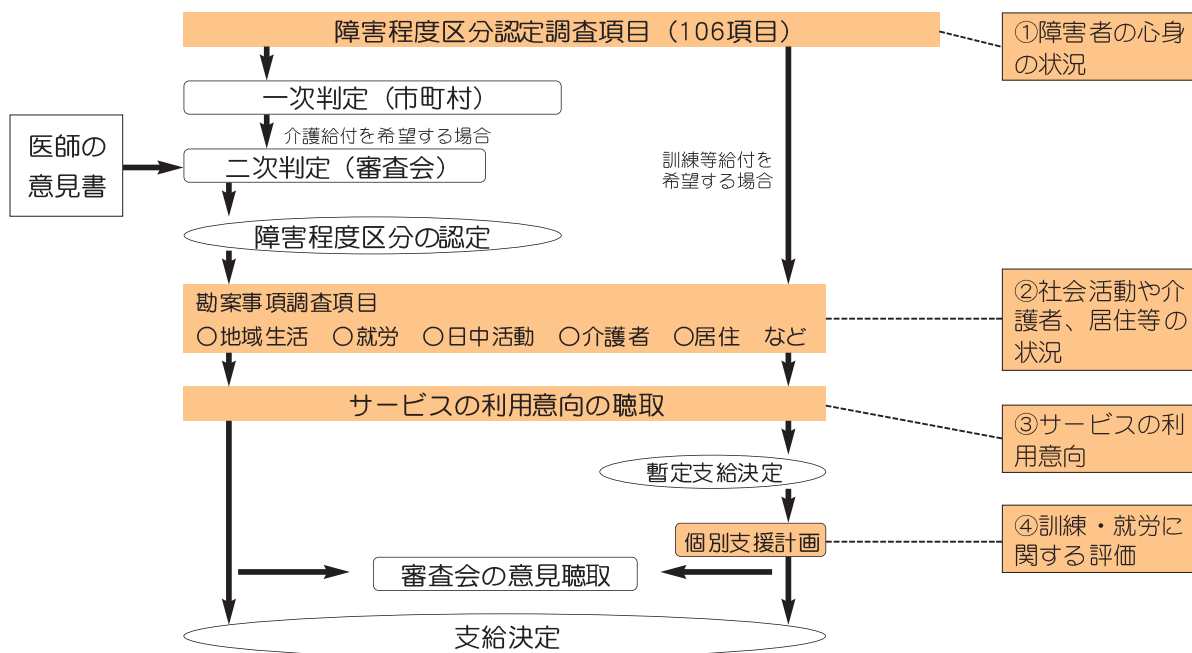 障害程度区分認定調査項目（106項目）
①障害者の心身
の状況
一次判定（市町村）
介護給付を希望する場合
医師の
意見書
二次判定（審査会）
訓練等給付を
希望する場合
障害程度区分の認定
勘案事項調査項目
○地域生活　○就労　○日中活動　○介護者　○居住　など
②社会活動や介
護者、居住等の
状況
サービスの利用意向の聴取
③サービスの利
用意向
暫定支給決定
個別支援計画
④訓練・就労に
関する評価
審査会の意見聴取
支給決定